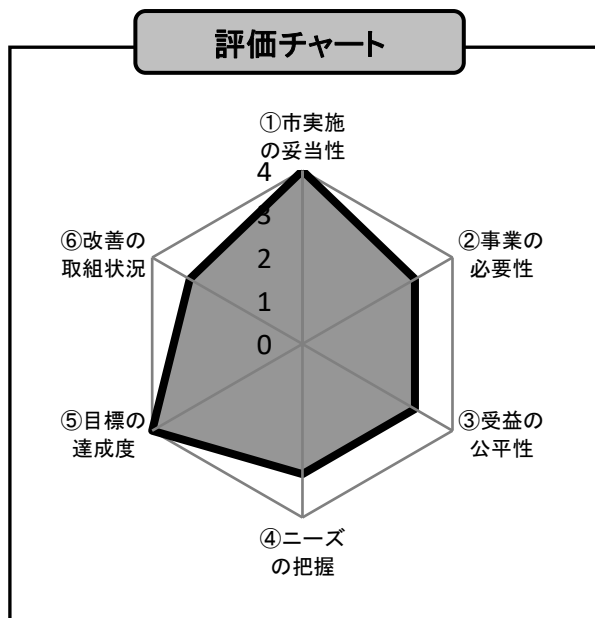 評価チャート
①市実施
の妥当性
4
3
2
1
0
②事業の
必要性
③受益の
公平性
④ニーズ
の把握
⑤目標の
達成度
⑥改善の
取組状況